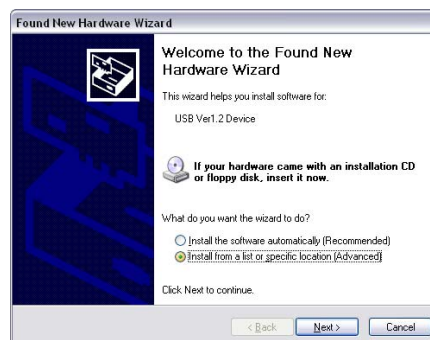 Found New Hardware Wizard
Welcome to the Found New
Hardware Wizard
This wizard helps you install software for:
USB Ver1.2 Device
If your hardware came with an installation CD
or floppy disk, insert it now.
What do you want the wizard to do?
Install the software automatically (Recommended)
Install from a list or specific location (Advanced)
Click Next to continue.
< Back Next > Cancel